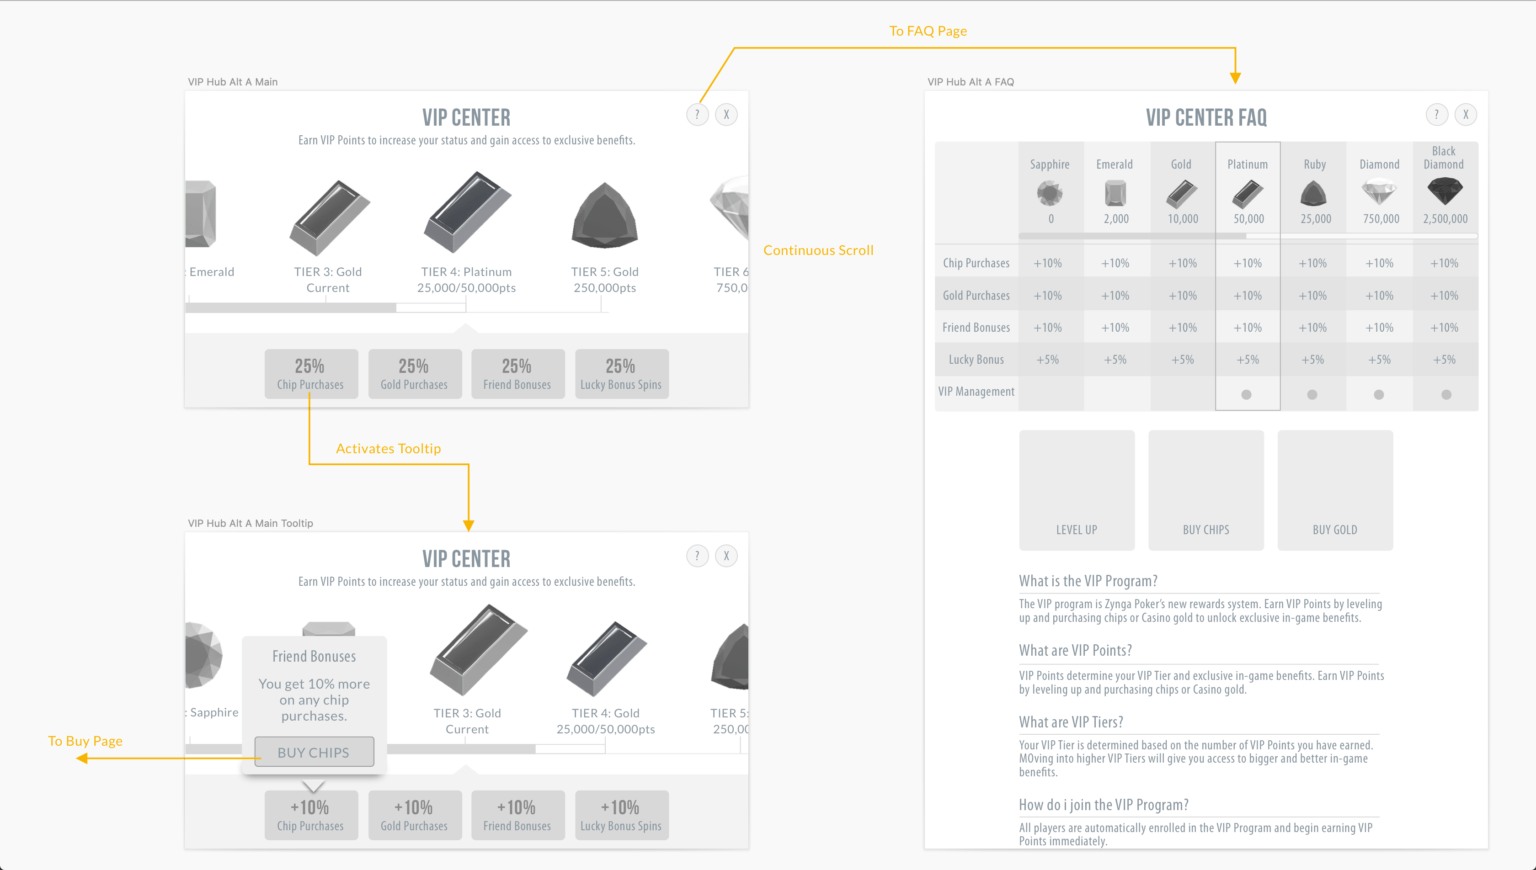 To FAQ Page
VIP Hub Alt A Main
VIP CENTER
? X
Earn VIP Points to increase your status and gain access to exclusive benefits.
: Emerald
TIER 3: Gold
Current
TIER 4: Platinum
25,000/50,000pts
TIER 5: Gold
250,000pts
TIER 6
750,0
Continuous Scroll
25%
Chip Purchases
25%
Gold Purchases
25%
Friend Bonuses
25%
Lucky Bonus Spins
Activates Tooltip
VIP Hub Alt A Main Tooltip
VIP CENTER
? X
Earn VIP Points to increase your status and gain access to exclusive benefits.
: Sapphire
Friend Bonuses
You get 10% more
on any chip
purchases.
BUY CHIPS
To Buy Page
TIER 3: Gold
Current
TIER 4: Gold
25,000/50,000pts
TIER 5:
250,00
+10%
Chip Purchases
+10%
Gold Purchases
+10%
Friend Bonuses
+10%
Lucky Bonus Spins
VIP Hub Alt A FAQ
VIP CENTER FAQ
? X
Sapphire Emerald Gold Platinum Ruby Diamond Black
Diamond
0 2,000 10,000 50,000 25,000 750,000 2,500,000
Chip Purchases +10% +10% +10% +10% +10% +10% +10%
Gold Purchases +10% +10% +10% +10% +10% +10% +10%
Friend Bonuses +10% +10% +10% +10% +10% +10% +10%
Lucky Bonus +5% +5% +5% +5% +5% +5% +5%
VIP Management
LEVEL UP BUY CHIPS BUY GOLD
What is the VIP Program?
The VIP program is Zynga Poker's new rewards system. Earn VIP Points by leveling
up and purchasing chips or Casino gold to unlock exclusive in-game benefits.
What are VIP Points?
VIP Points determine your VIP Tier and exclusive in-game benefits. Earn VIP Points
by leveling up and purchasing chips or Casino gold.
What are VIP Tiers?
Your VIP Tier is determined based on the number of VIP Points you have earned.
MOving into higher VIP Tiers will give you access to bigger and better in-game
benefits.
How do i join the VIP Program?
All players are automatically enrolled in the VIP Program and begin earning VIP
Points immediately.